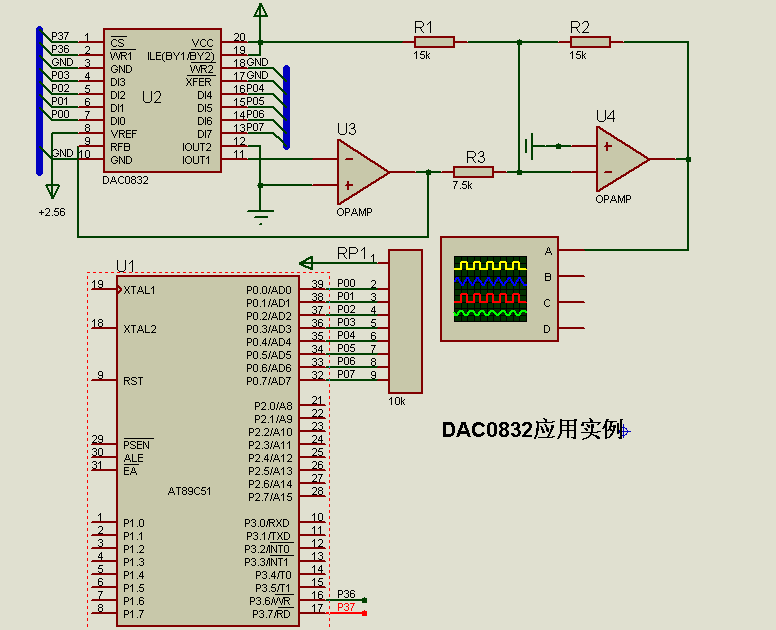 P37 1 CS VCC 20 R1 R2
P36 2 WR1 ILE(BY1/BY2) 19 15k 15k
GND 3 GND WR2 18 GND
P03 4 DI3 XFER 17 GND
P02 5 DI2 U2 DI4 16 P04
P01 6 DI1 DI5 15 P05
P00 7 DI0 DI6 14 P06
8 VREF DI7 13 P07
9 RFB IOUT2 12
GND 10 GND IOUT1 11
DAC0832
+2.56
U3
OPAMP
R3
7.5k
U4
OPAMP
A
B
C
D
U1
RP1 1
19 XTAL1 P0.0/AD0 39 P00 2
P0.1/AD1 38 P01 3
P0.2/AD2 37 P02 4
18 XTAL2 P0.3/AD3 36 P03 5
P0.4/AD4 35 P04 6
P0.5/AD5 34 P05 7
P0.6/AD6 33 P06 8
9 RST P0.7/AD7 32 P07 9
10k
P2.0/A8 21
P2.1/A9 22
P2.2/A10 23
29 PSEN P2.3/A11 24
30 ALE P2.4/A12 25
31 EA P2.5/A13 26
P2.6/A14 27
P2.7/A15 28
AT89C51
DAC0832应用实例
1 P1.0 P3.0/RXD 10
2 P1.1 P3.1/TXD 11
3 P1.2 P3.2/INT0 12
4 P1.3 P3.3/INT1 13
5 P1.4 P3.4/T0 14
6 P1.5 P3.5/T1 15
7 P1.6 P3.6/WR 16 P36
8 P1.7 P3.7/RD 17 P37